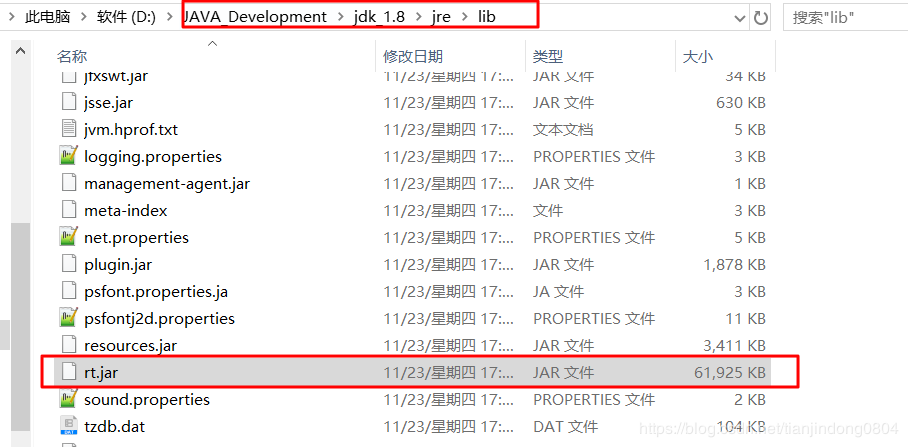 此电脑 > 软件 (D:) > JAVA_Development > jdk_1.8 > jre > lib 搜索"lib"
名称 修改日期 类型 大小
jfxswt.jar 11/23/星期四 17:... JAR 文件 34 KB
jsse.jar 11/23/星期四 17:... JAR 文件 630 KB
jvm.hprof.txt 11/23/星期四 17:... 文本文档 5 KB
logging.properties 11/23/星期四 17:... PROPERTIES 文件 3 KB
management-agent.jar 11/23/星期四 17:... JAR 文件 1 KB
meta-index 11/23/星期四 17:... 文件 3 KB
net.properties 11/23/星期四 17:... PROPERTIES 文件 5 KB
plugin.jar 11/23/星期四 17:... JAR 文件 1,878 KB
psfont.properties.ja 11/23/星期四 17:... JA 文件 3 KB
psfontj2d.properties 11/23/星期四 17:... PROPERTIES 文件 11 KB
resources.jar 11/23/星期四 17:... JAR 文件 3,411 KB
rt.jar 11/23/星期四 17:... JAR 文件 61,925 KB
sound.properties 11/23/星期四 17:... PROPERTIES 文件 2 KB
tzdb.dat 11/23/星期四 17:... DAT 文件 104 KB
https://blog.csdn.net/tianjindong0804